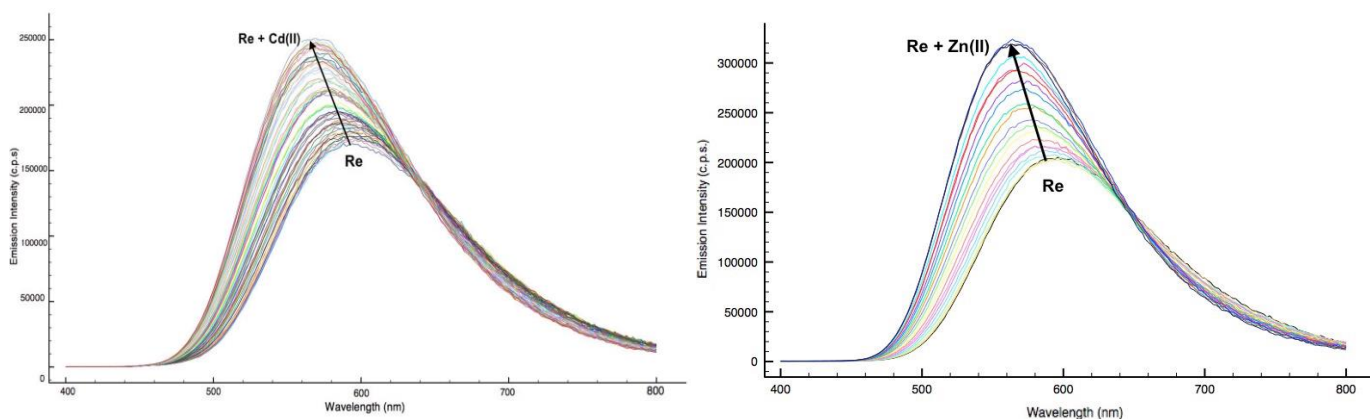 Re + Cd(II)
Re
Emission Intensity (c.p.s)
250000
200000
150000
100000
50000
0
400
500
600
700
800
Wavelength (nm)
Re + Zn(II)
Re
Emission Intensity (c.p.s.)
300000
250000
200000
150000
100000
50000
0
400
500
600
700
800
Wavelength (nm)